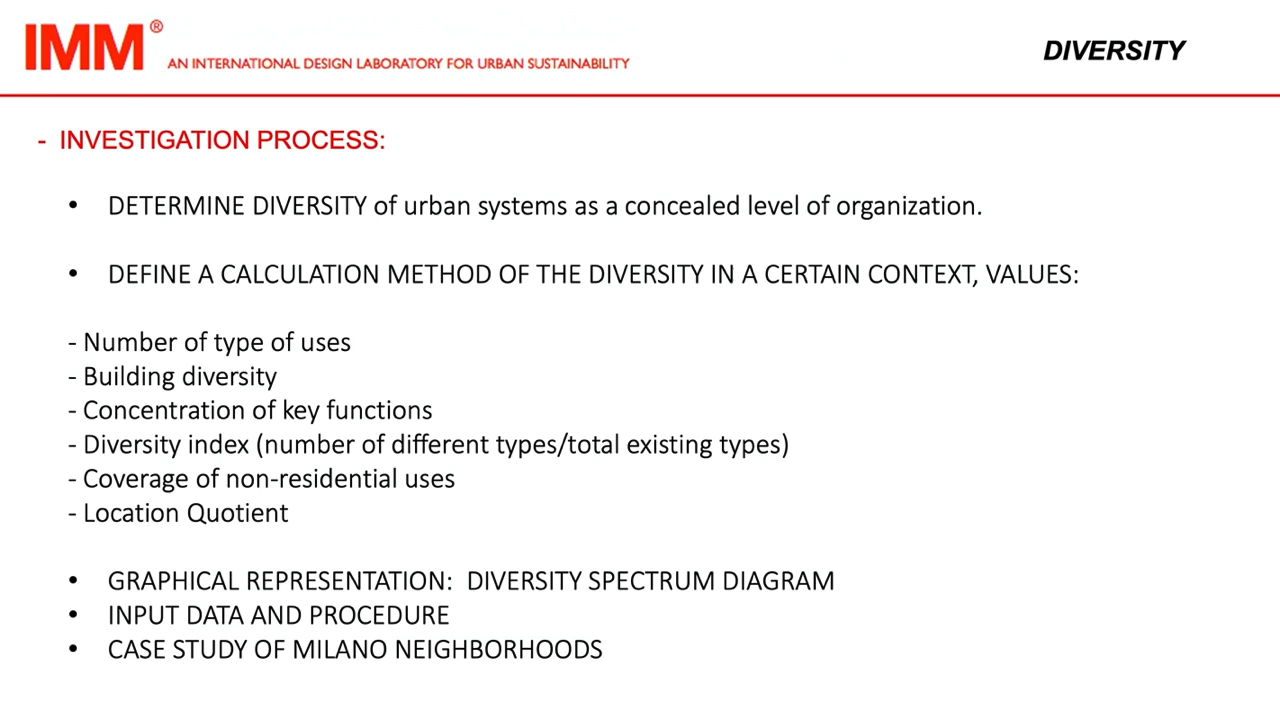 IMM®
AN INTERNATIONAL DESIGN LABORATORY FOR URBAN SUSTAINABILITY
DIVERSITY
- INVESTIGATION PROCESS:
• DETERMINE DIVERSITY of urban systems as a concealed level of organization.
• DEFINE A CALCULATION METHOD OF THE DIVERSITY IN A CERTAIN CONTEXT, VALUES:
- Number of type of uses
- Building diversity
- Concentration of key functions
- Diversity index (number of different types/total existing types)
- Coverage of non-residential uses
- Location Quotient
• GRAPHICAL REPRESENTATION: DIVERSITY SPECTRUM DIAGRAM
• INPUT DATA AND PROCEDURE
• CASE STUDY OF MILANO NEIGHBORHOODS